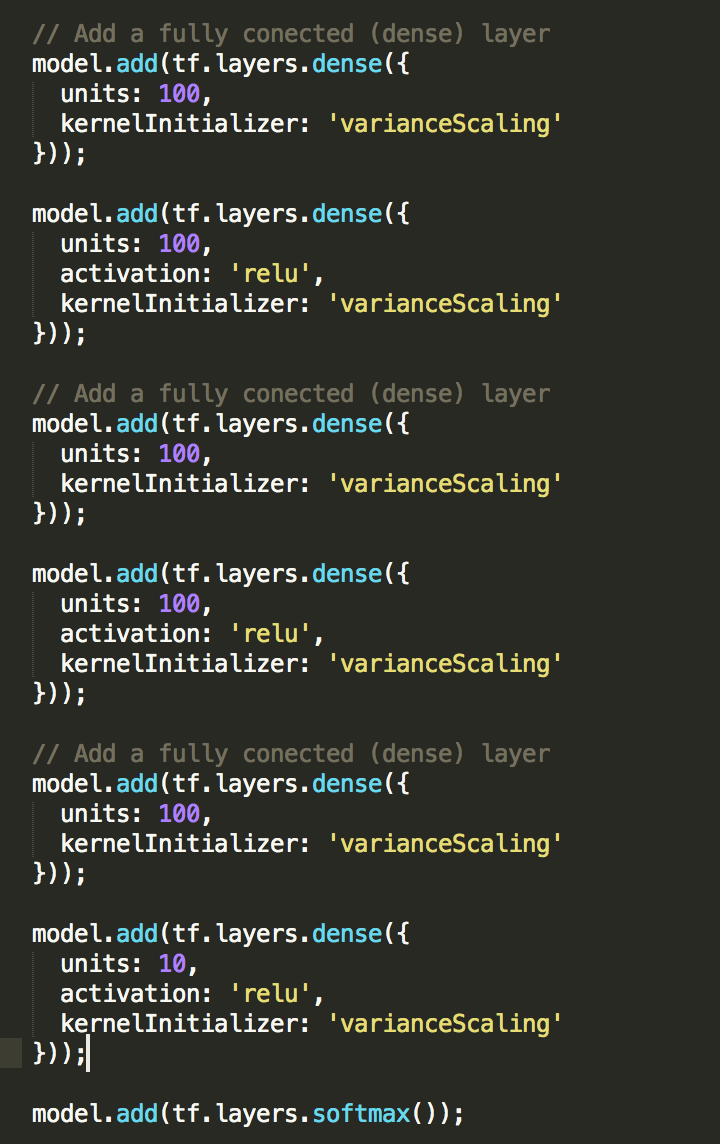 // Add a fully conected (dense) layer
model.add(tf.layers.dense({
  units: 100,
  kernelInitializer: 'varianceScaling'
}));

model.add(tf.layers.dense({
  units: 100,
  activation: 'relu',
  kernelInitializer: 'varianceScaling'
}));

// Add a fully conected (dense) layer
model.add(tf.layers.dense({
  units: 100,
  kernelInitializer: 'varianceScaling'
}));

model.add(tf.layers.dense({
  units: 100,
  activation: 'relu',
  kernelInitializer: 'varianceScaling'
}));

// Add a fully conected (dense) layer
model.add(tf.layers.dense({
  units: 100,
  kernelInitializer: 'varianceScaling'
}));

model.add(tf.layers.dense({
  units: 10,
  activation: 'relu',
  kernelInitializer: 'varianceScaling'
}));

model.add(tf.layers.softmax());